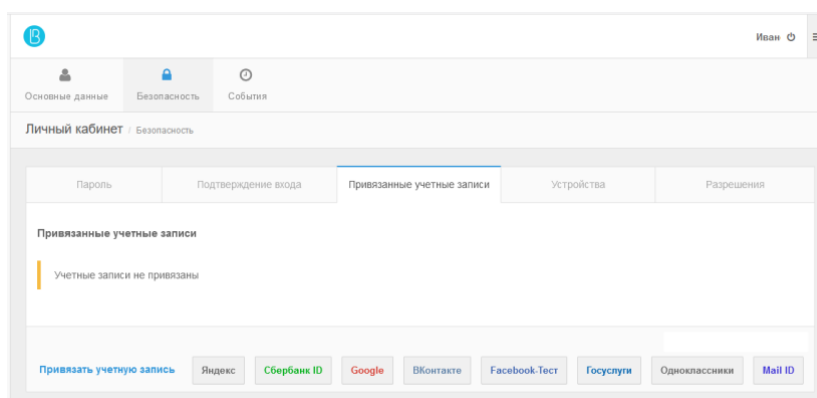 B
Иван
Основные данные Безопасность События
Личный кабинет / Безопасность
Пароль Подтверждение входа Привязанные учетные записи Устройства Разрешения
Привязанные учетные записи
Учетные записи не привязаны
Привязать учетную запись Яндекс Сбербанк ID Google ВКонтакте Facebook-Тест Госуслуги Одноклассники Mail ID